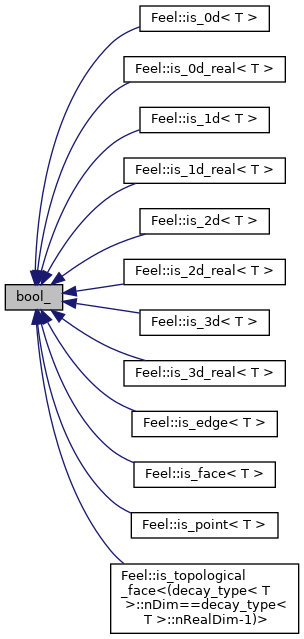 Feel::is_0d< T >
Feel::is_0d_real< T >
Feel::is_1d< T >
Feel::is_1d_real< T >
Feel::is_2d< T >
Feel::is_2d_real< T >
bool_
Feel::is_3d< T >
Feel::is_3d_real< T >
Feel::is_edge< T >
Feel::is_face< T >
Feel::is_point< T >
Feel::is_topological
_face<(decay_type< T
>::nDim==decay_type<
T >::nRealDim-1)>